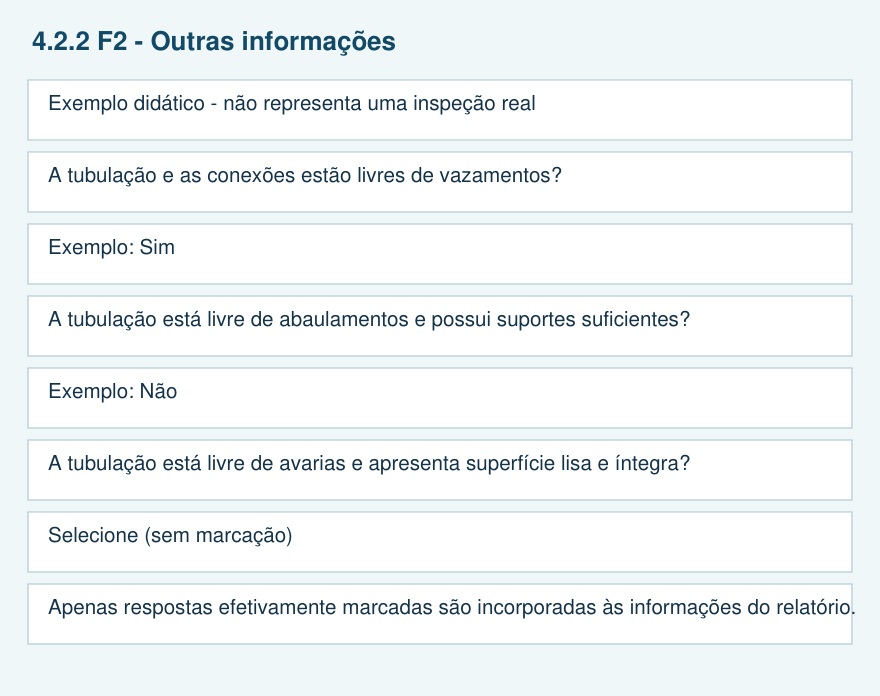 4.2.2 F2 - Outras informações
Exemplo didático - não representa uma inspeção real
A tubulação e as conexões estão livres de vazamentos?
Exemplo: Sim
A tubulação está livre de abaulamentos e possui suportes suficientes?
Exemplo: Não
A tubulação está livre de avarias e apresenta superfície lisa e íntegra?
Selecione (sem marcação)
Apenas respostas efetivamente marcadas são incorporadas às informações do relatório.